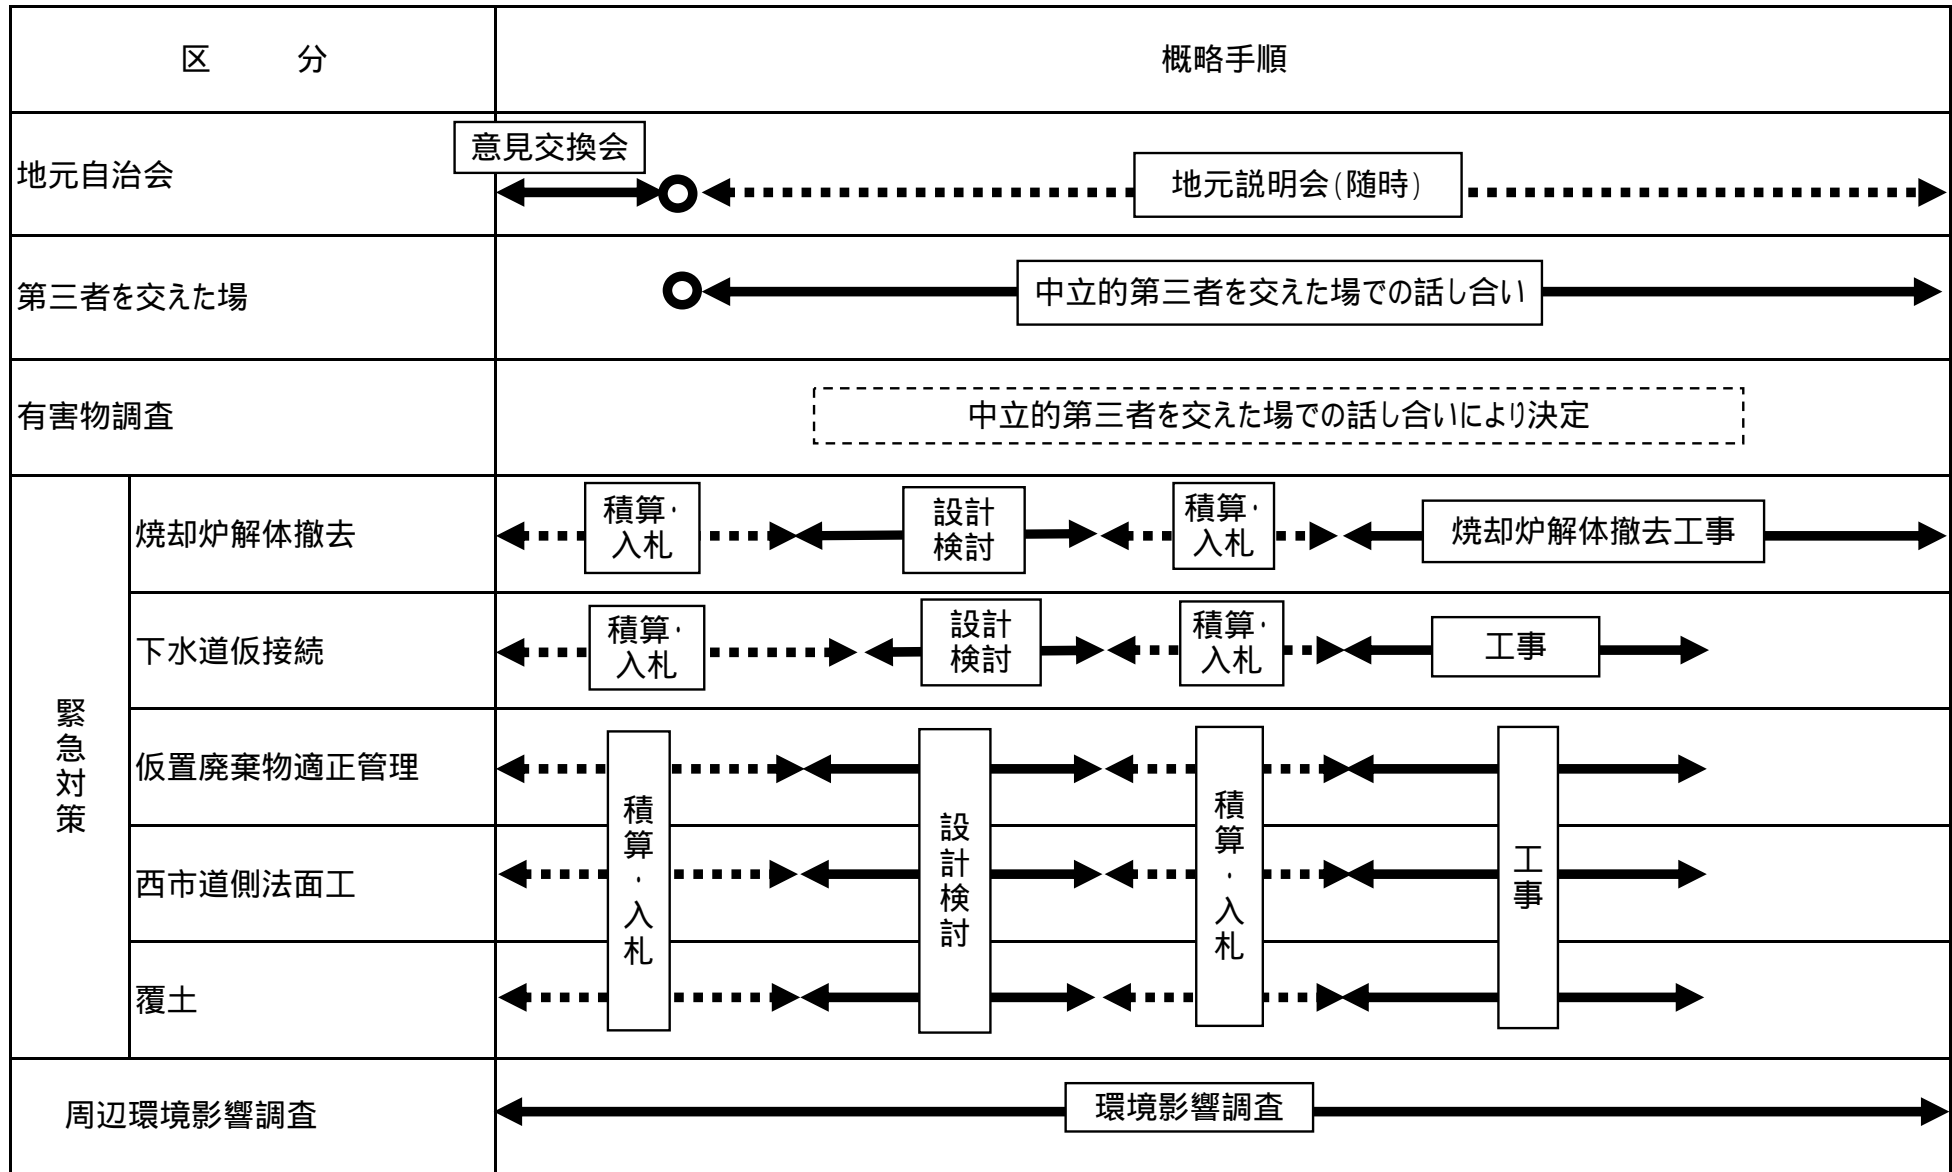 区 分
概略手順
地元自治会
意見交換会
地元説明会(随時)
第三者を交えた場
中立的第三者を交えた場での話し合い
有害物調査
中立的第三者を交えた場での話し合いにより決定
緊急対策
焼却炉解体撤去
積算・
入札
設計
検討
積算・
入札
焼却炉解体撤去工事
下水道仮接続
積算・
入札
設計
検討
積算・
入札
工事
仮置廃棄物適正管理
西市道側法面工
覆土
積算・入札
設計検討
積算・入札
工事
周辺環境影響調査
環境影響調査